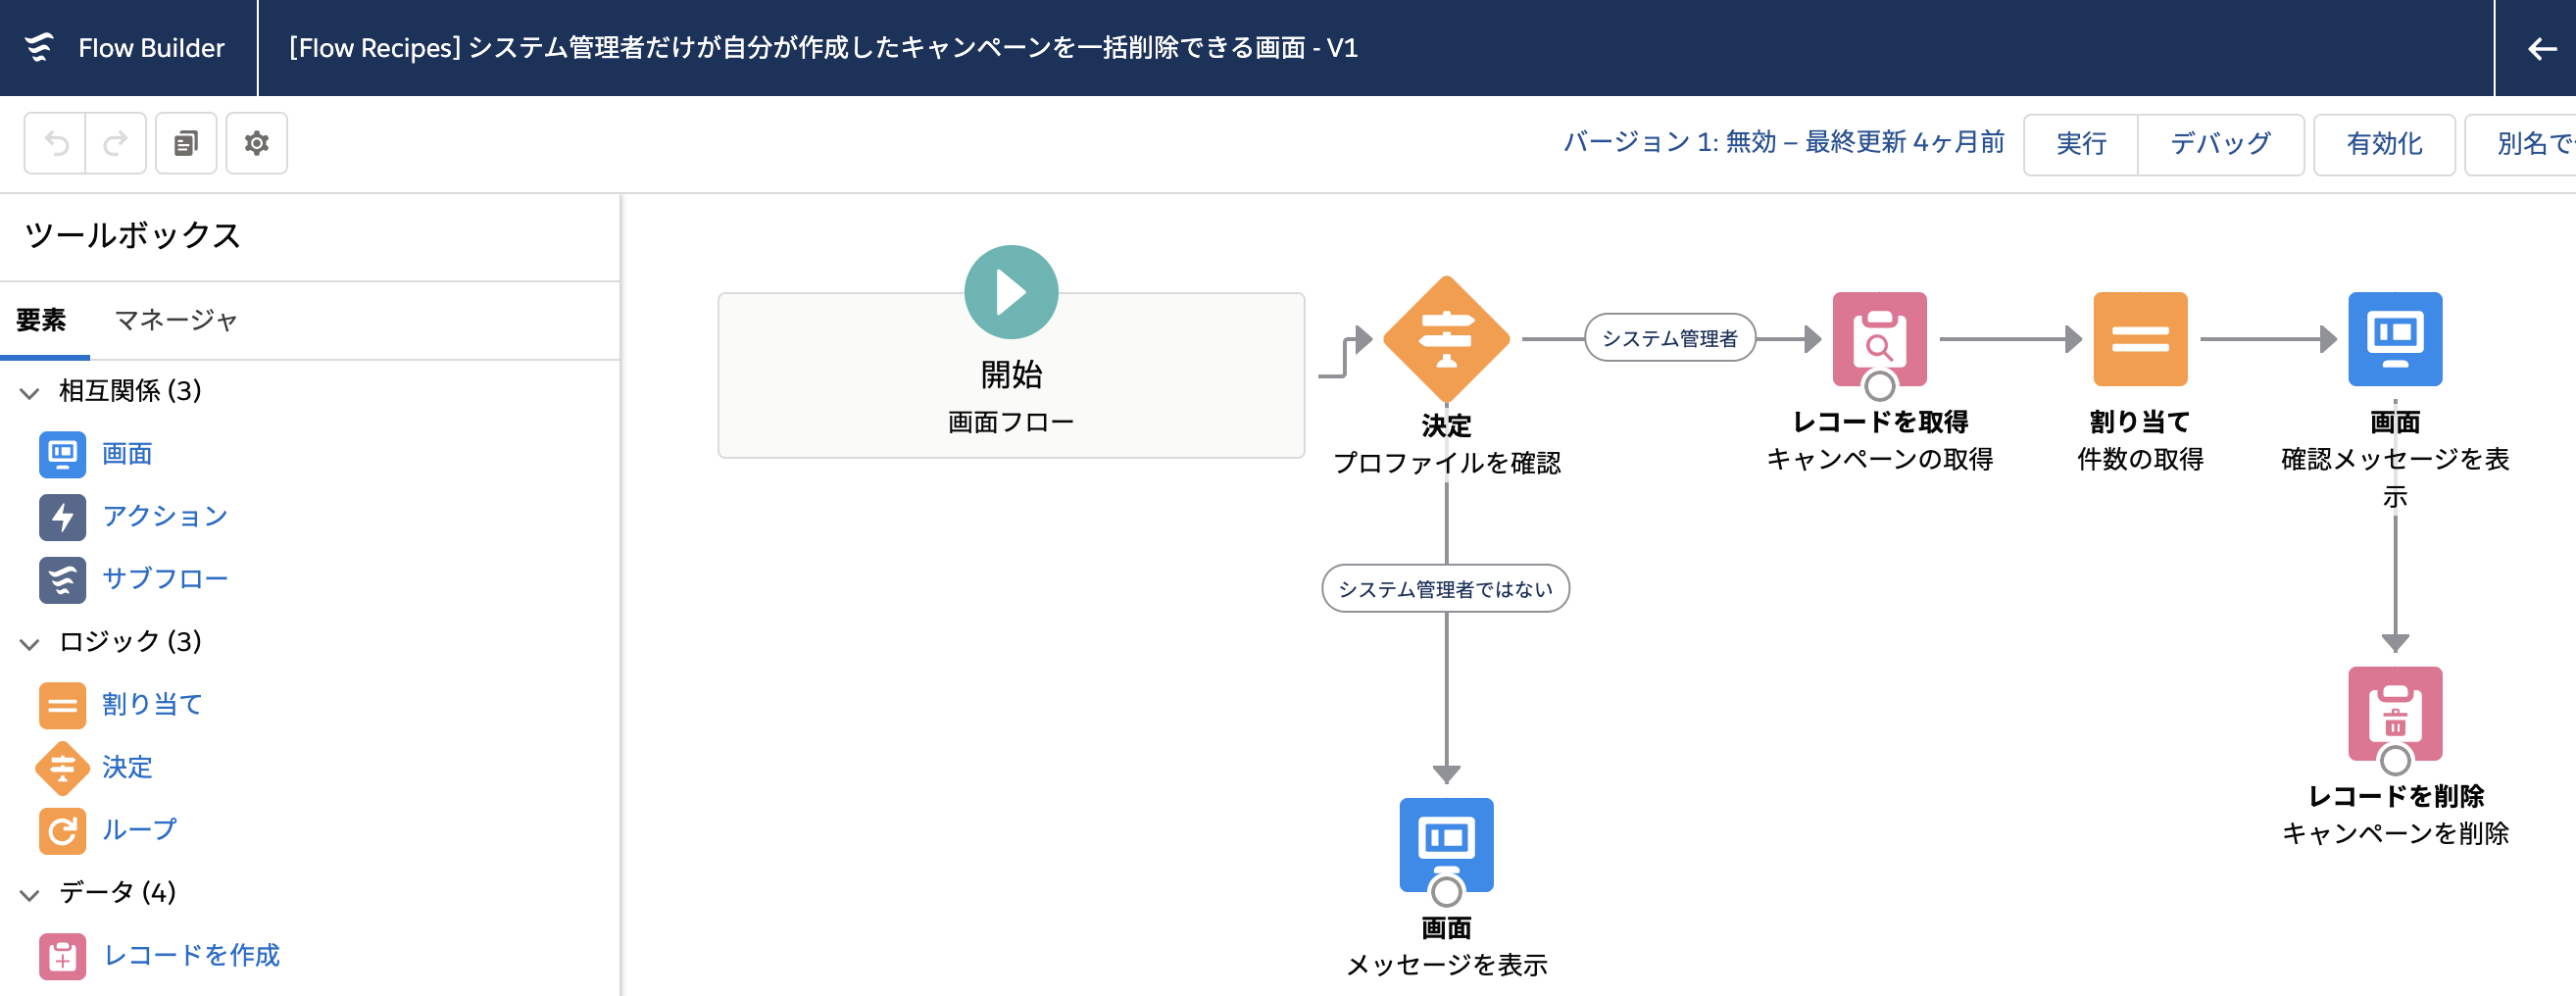 Flow Builder
[Flow Recipes] システム管理者だけが自分が作成したキャンペーンを一括削除できる画面 - V1
バージョン 1: 無効 – 最終更新 4ヶ月前
実行
デバッグ
有効化
別名で
ツールボックス
要素
マネージャ
相互関係 (3)
画面
アクション
サブフロー
ロジック (3)
割り当て
決定
ループ
データ (4)
レコードを作成
開始
画面フロー
決定
プロファイルを確認
システム管理者
レコードを取得
キャンペーンの取得
割り当て
件数の取得
画面
確認メッセージを表
示
システム管理者ではない
画面
メッセージを表示
レコードを削除
キャンペーンを削除